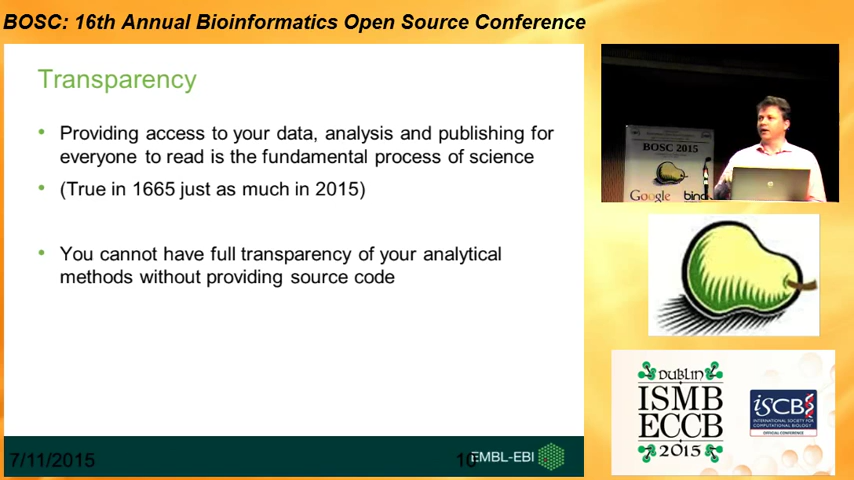 BOSC: 16th Annual Bioinformatics Open Source Conference
Transparency
• Providing access to your data, analysis and publishing for
everyone to read is the fundamental process of science
• (True in 1665 just as much in 2015)
• You cannot have full transparency of your analytical
methods without providing source code
7/11/2015
10
EMBL-EBI
BOSC 2015
Google bina
DUBLIN
ISMB
ECCB
2015
iSCB
INTERNATIONAL SOCIETY FOR
COMPUTATIONAL BIOLOGY
OFFICIAL CONFERENCE